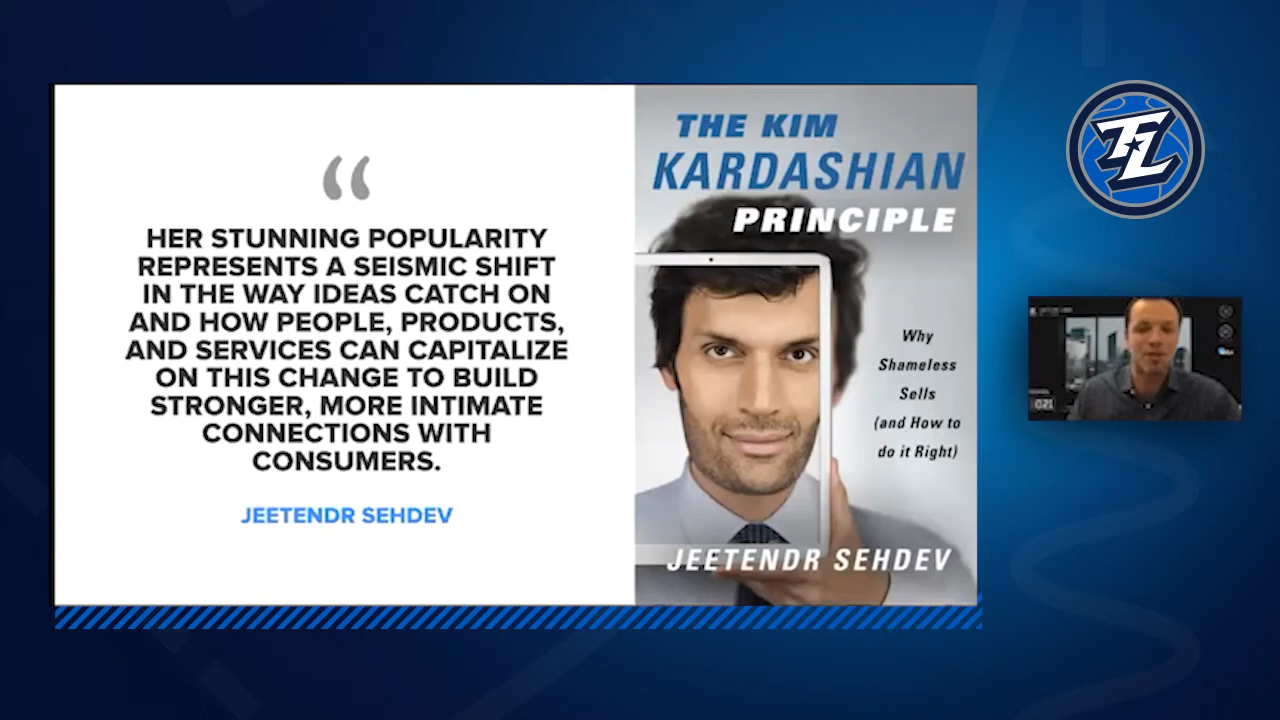 “
HER STUNNING POPULARITY
REPRESENTS A SEISMIC SHIFT
IN THE WAY IDEAS CATCH ON
AND HOW PEOPLE, PRODUCTS,
AND SERVICES CAN CAPITALIZE
ON THIS CHANGE TO BUILD
STRONGER, MORE INTIMATE
CONNECTIONS WITH
CONSUMERS.
JEETENDR SEHDEV
THE KIM
KARDASHIAN
PRINCIPLE
Why
Shameless
Sells
(and How to
do it Right)
JEETENDR SEHDEV
TL